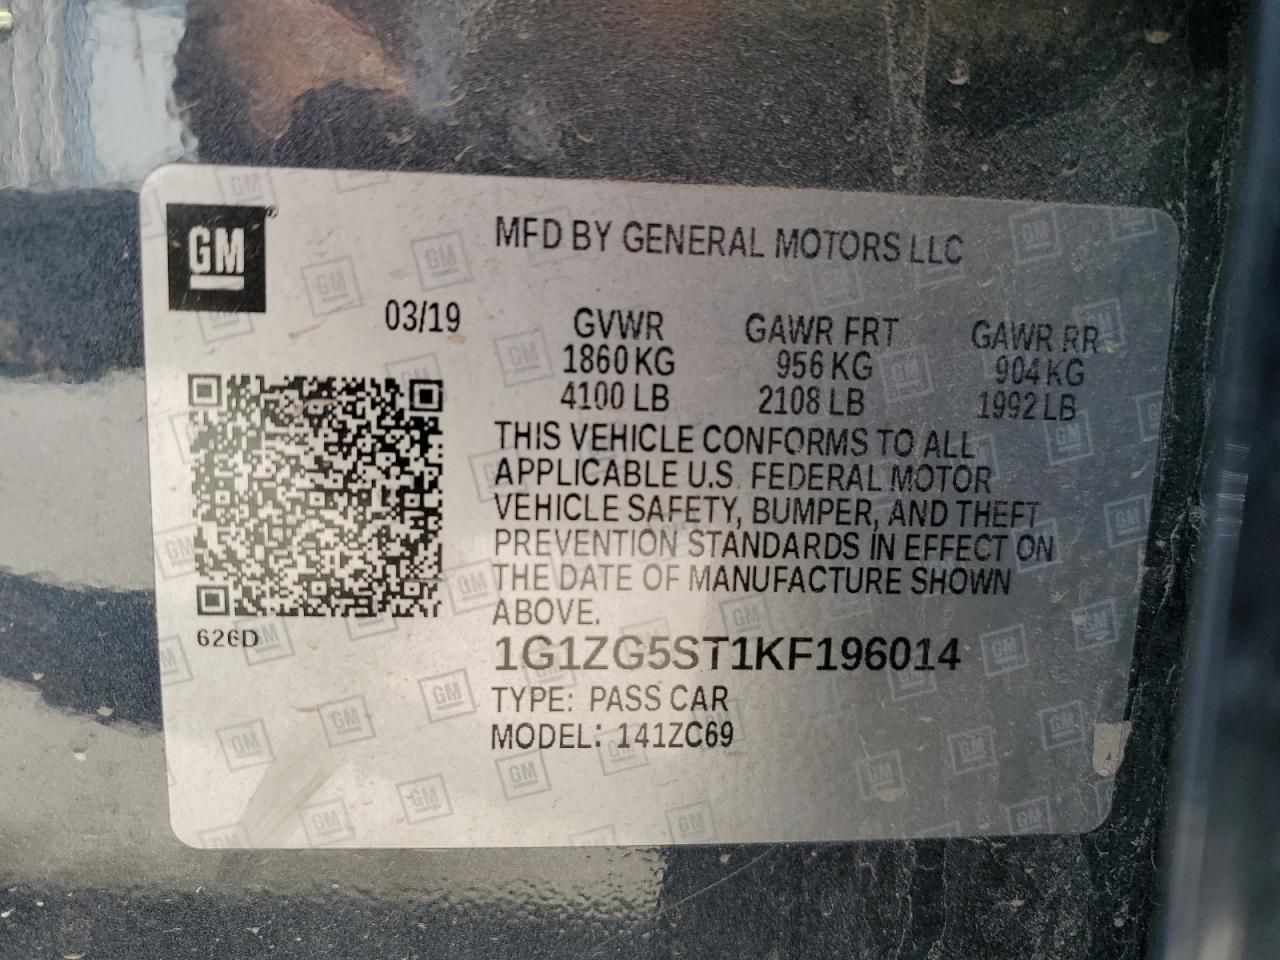 GM
MFD BY GENERAL MOTORS LLC
03/19
GVWR GAWR FRT GAWR RR
1860 KG 956 KG 904 KG
4100 LB 2108 LB 1992 LB
THIS VEHICLE CONFORMS TO ALL
APPLICABLE U.S. FEDERAL MOTOR
VEHICLE SAFETY, BUMPER, AND THEFT
PREVENTION STANDARDS IN EFFECT ON
THE DATE OF MANUFACTURE SHOWN
ABOVE.
626D
1G1ZG5ST1KF196014
TYPE: PASS CAR
MODEL: 141ZC69